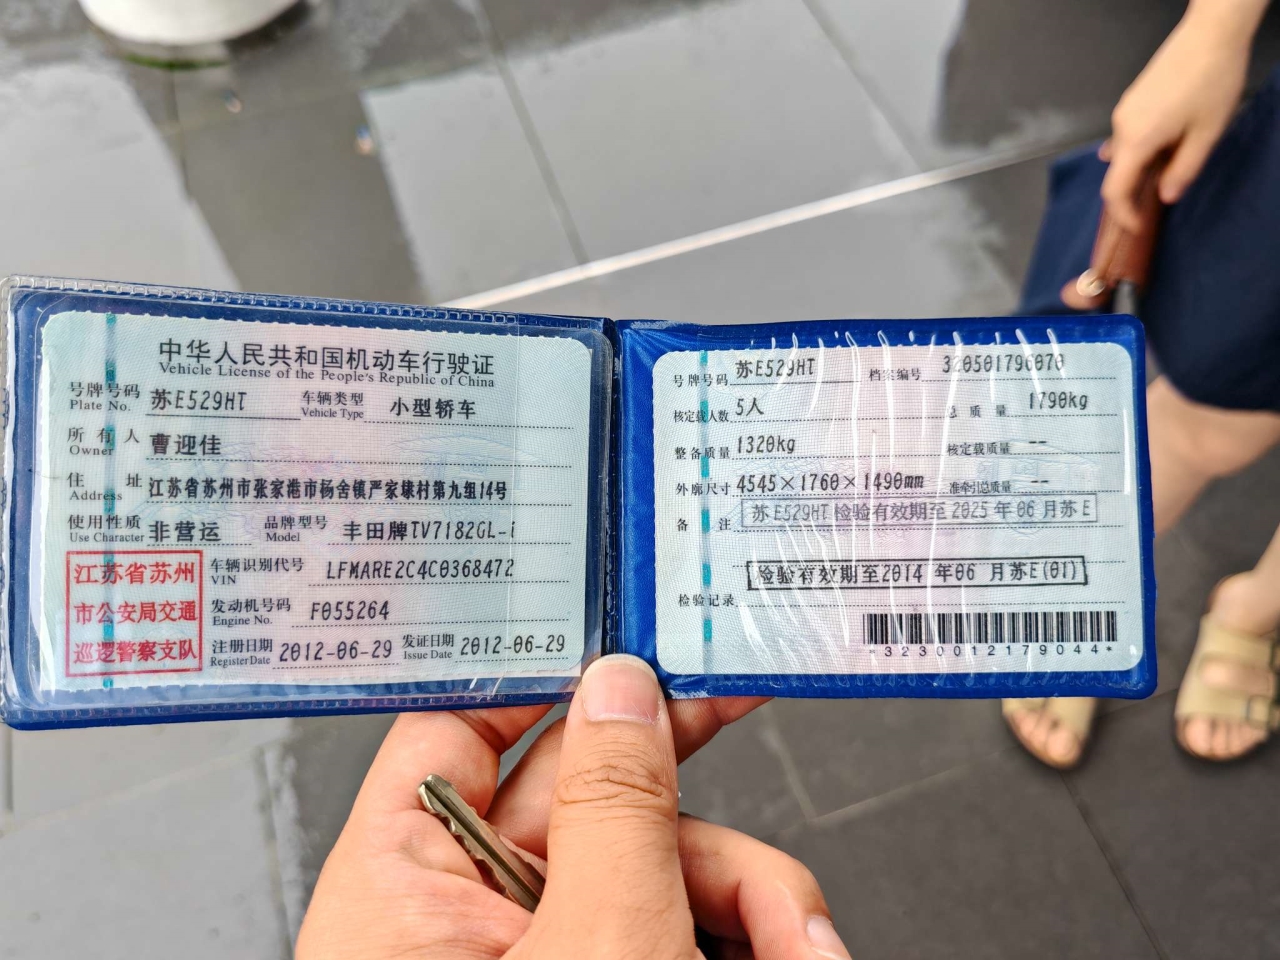 中华人民共和国机动车行驶证
Vehicle License of the People's Republic of China
号牌号码 Plate No. 苏E529HT 车辆类型 Vehicle Type 小型轿车
所有人 Owner 曹迎佳
住址 Address 江苏省苏州市张家港市杨舍镇严家埭村第九组14号
使用性质 Use Character 非营运 品牌型号 Model 丰田牌TV7182GL-i
江苏省苏州
市公安局交通
巡逻警察支队
车辆识别代号 VIN LFMARE2C4C0368472
发动机号码 Engine No. F055264
注册日期 Register Date 2012-06-29 发证日期 Issue Date 2012-06-29
号牌号码 苏E529HT 档案编号 320501796070
核定载人数 5人 总质量 1790kg
整备质量 1320kg 核定载质量 --
外廓尺寸 4545×1760×1490mm 准牵引总质量 --
备注 苏E529HT 检验有效期至 2025 年 06 月苏E
检验有效期至2014 年06 月苏E(01)
检验记录
*3230012179044*